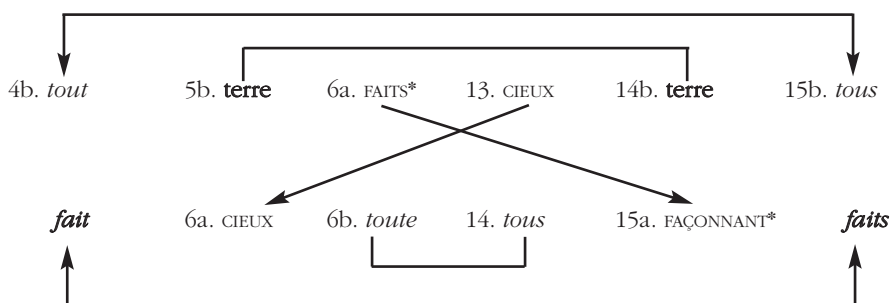 4b. tout 5b. terre 6a. FAITS* 13. CIEUX 14b. terre 15b. tous
fait 6a. CIEUX 6b. toute 14. tous 15a. FAÇONNANT* faits